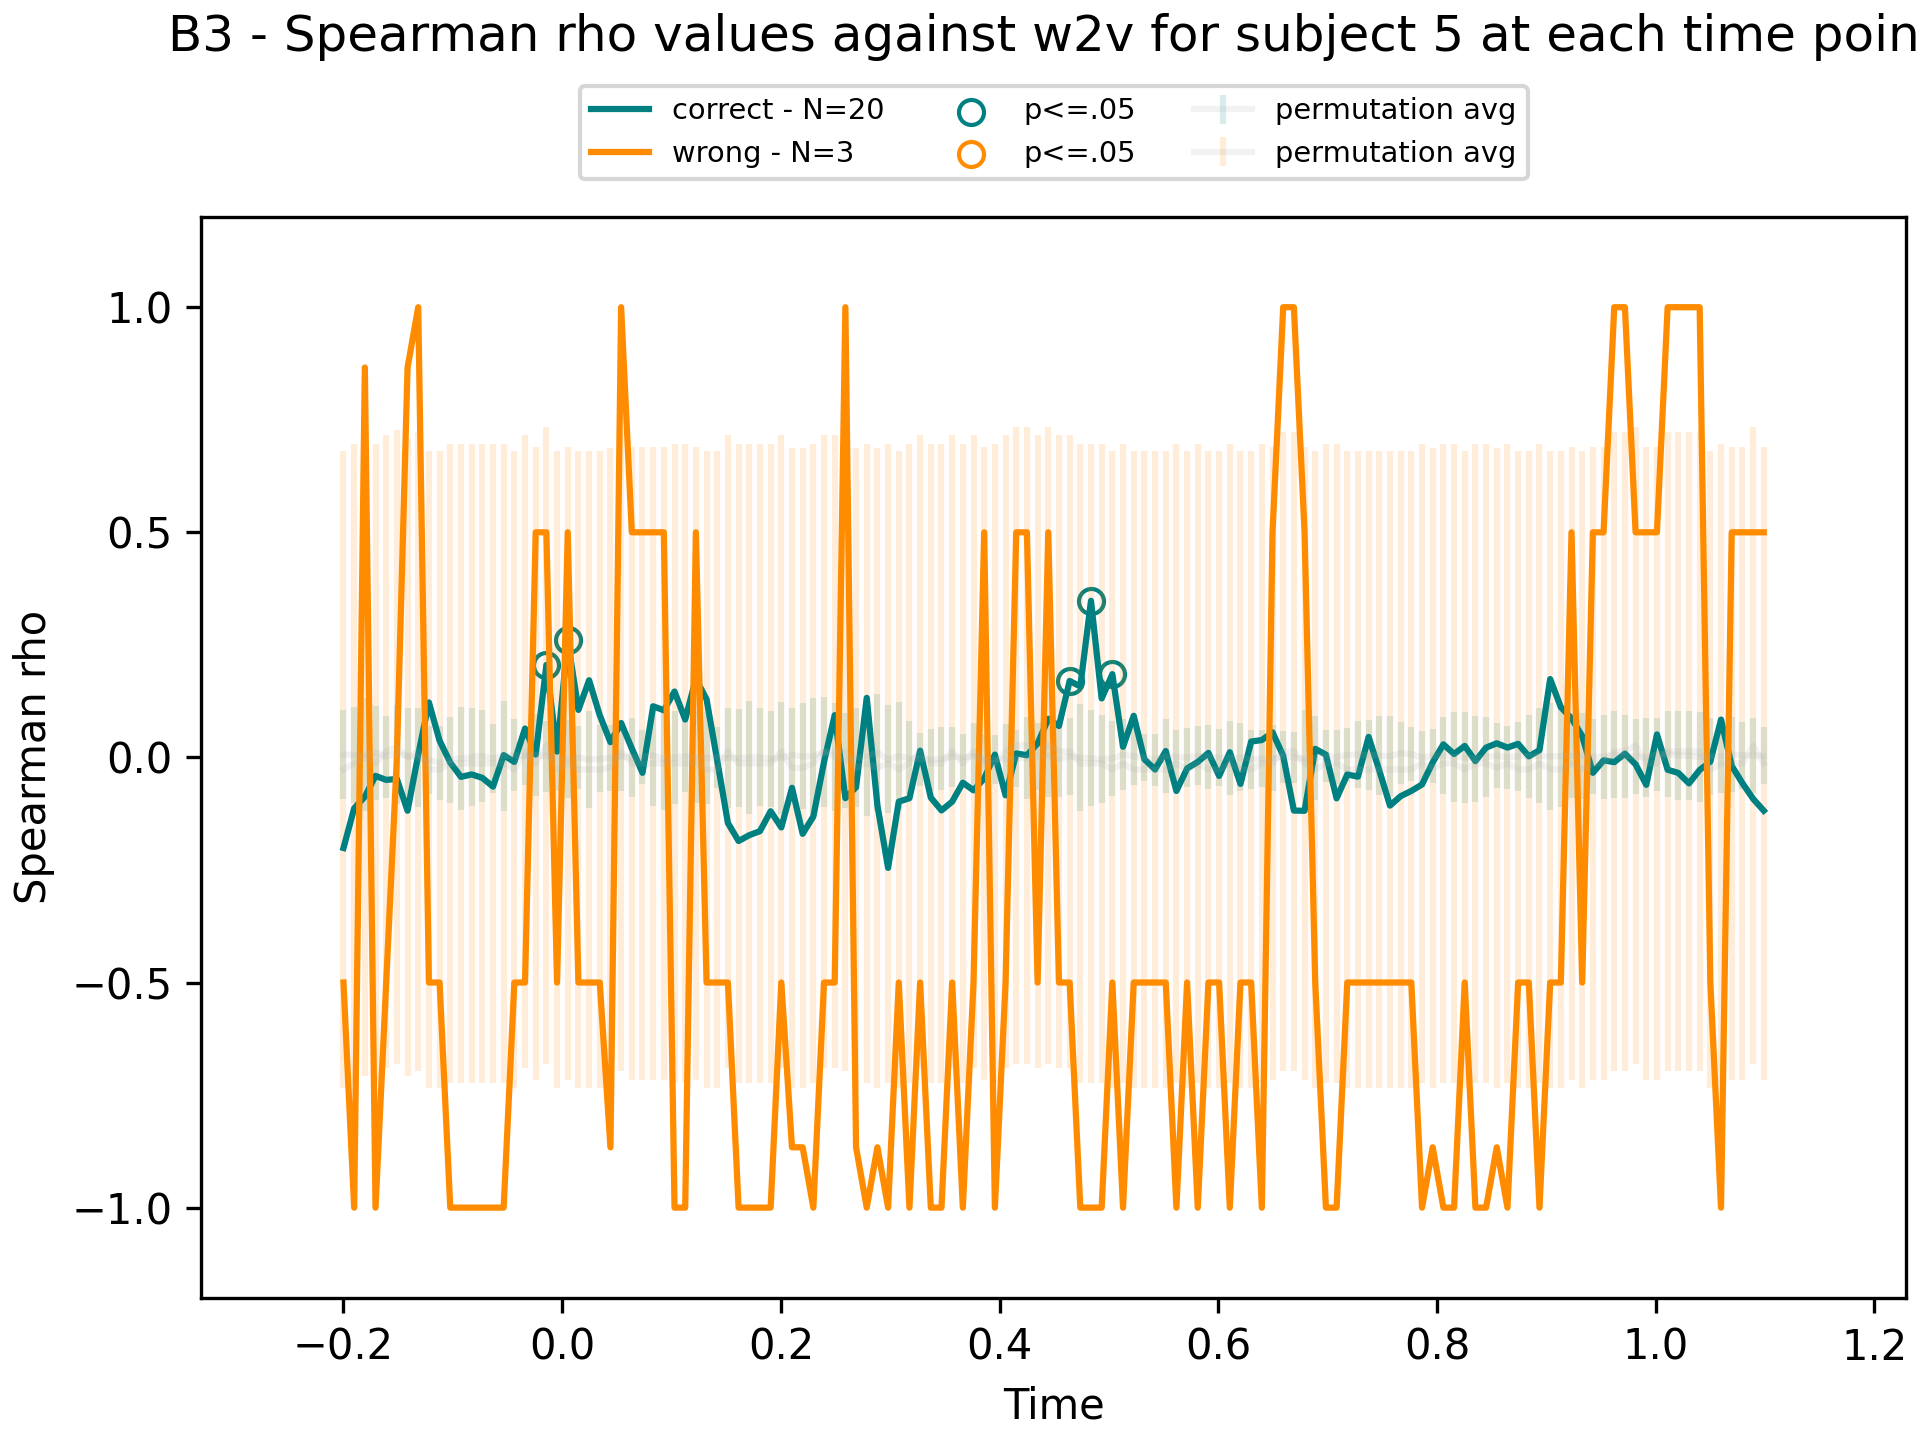 B3 - Spearman rho values against w2v for subject 5 at each time poin
correct - N=20
wrong - N=3
p<=.05
p<=.05
permutation avg
permutation avg
1.0
0.5
0.0
−0.5
−1.0
Spearman rho
−0.2
0.0
0.2
0.4
0.6
0.8
1.0
1.2
Time